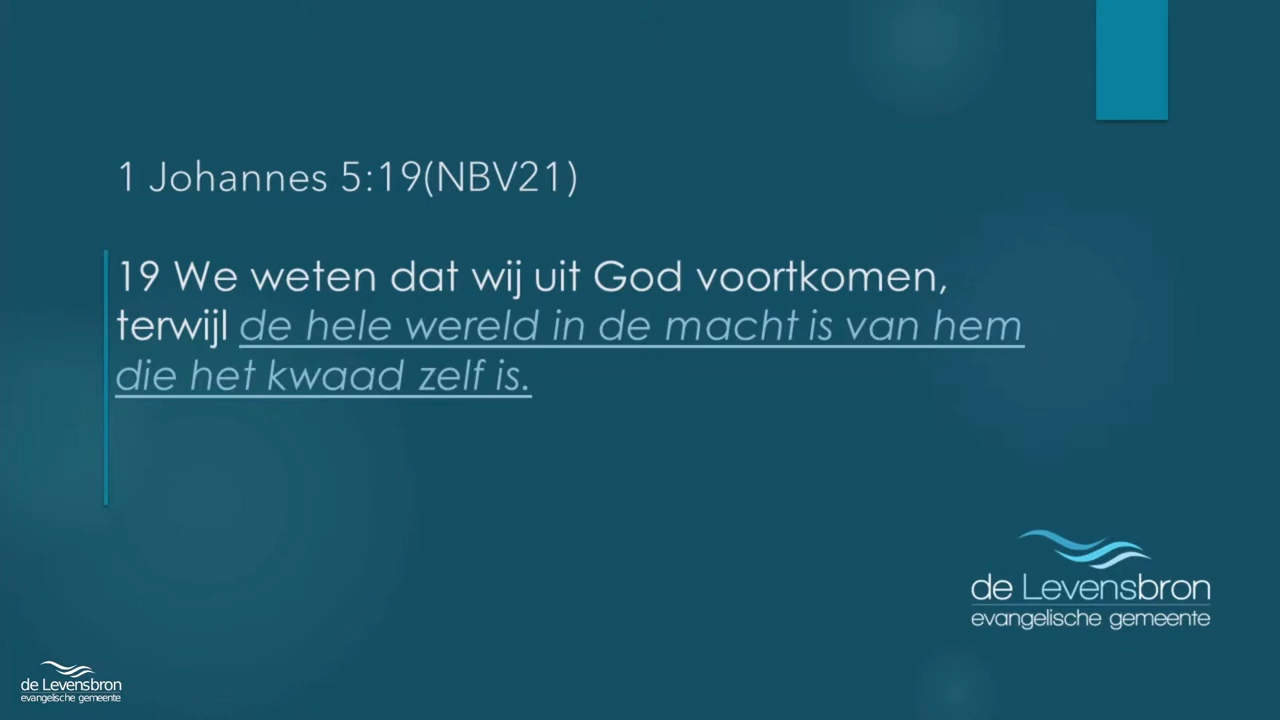 1 Johannes 5:19(NBV21)
19 We weten dat wij uit God voortkomen,
terwijl de hele wereld in de macht is van hem
die het kwaad zelf is.
de Levensbron
evangelische gemeente
de Levensbron
evangelische gemeente